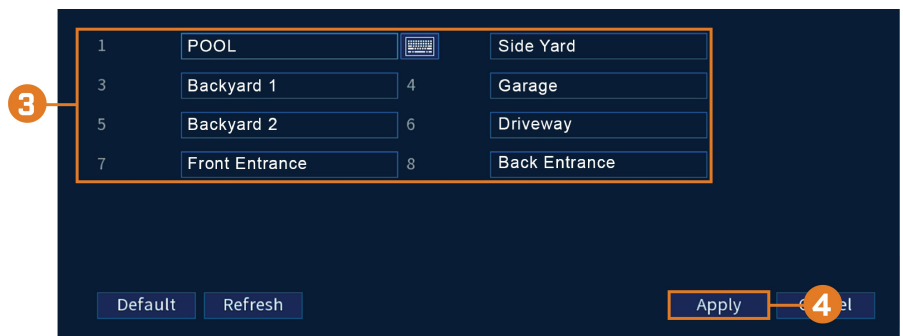 1 POOL Side Yard
3 Backyard 1 4 Garage
3
5 Backyard 2 6 Driveway
7 Front Entrance 8 Back Entrance
Default Refresh Apply 4